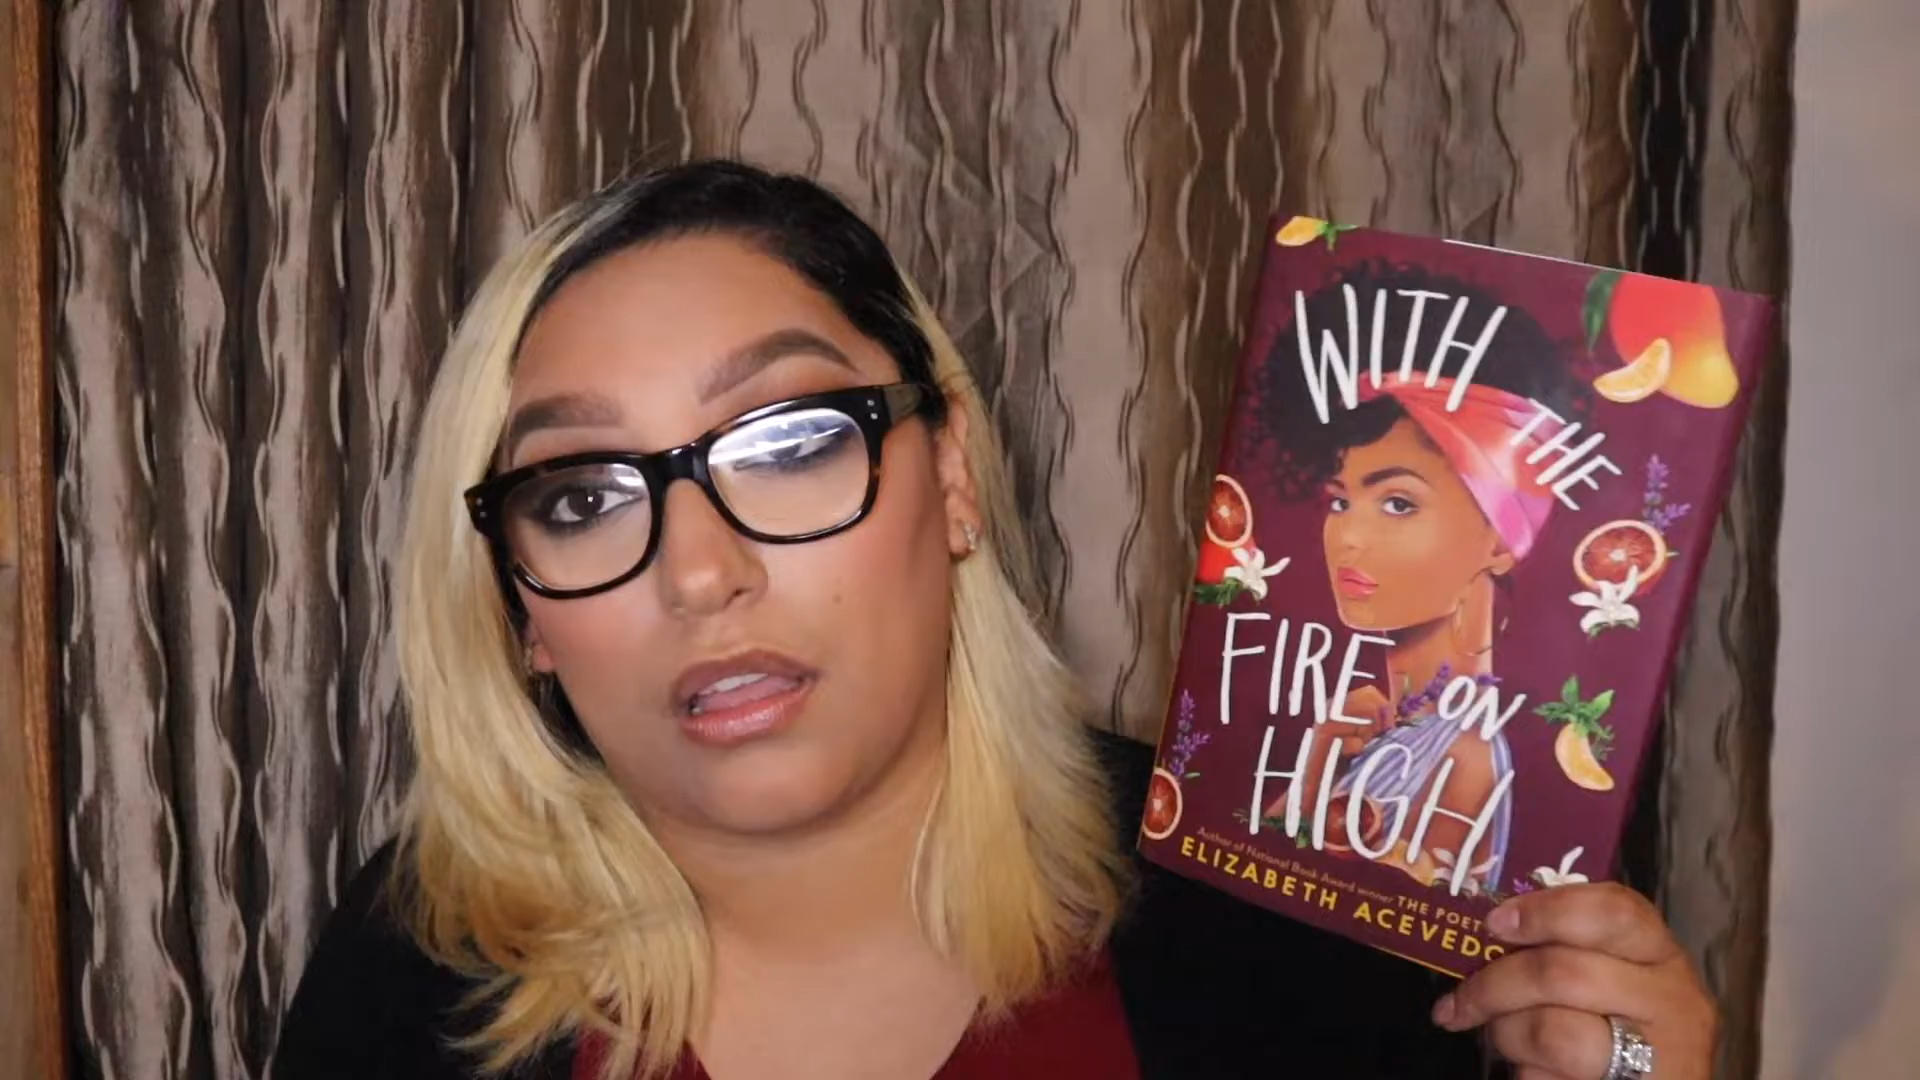 WITH
THE
FIRE ON
HIGH
Author of National Book Award winner THE POET
ELIZABETH ACEVEDO